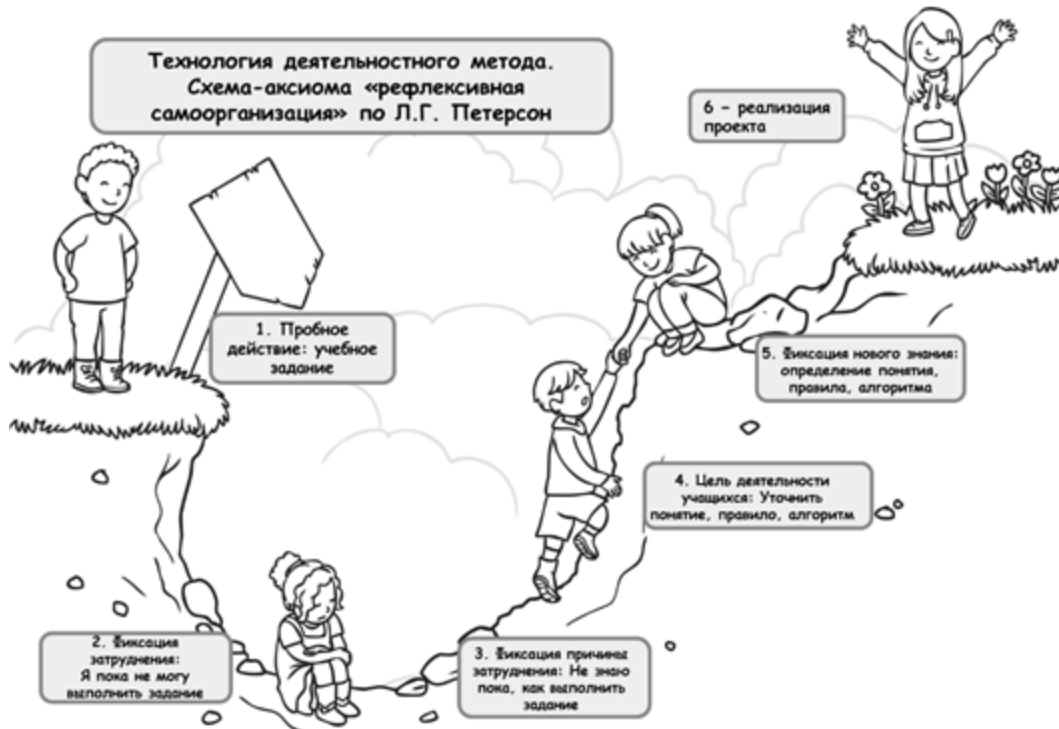 Технология деятельностного метода.
Схема-аксиома «рефлексивная
самоорганизация» по Л.Г. Петерсон
6 – реализация
проекта
1. Пробное
действие: учебное
задание
5. Фиксация нового знания:
определение понятия,
правила, алгоритма
4. Цель деятельности
учащихся: Уточнить
понятие, правило, алгоритм
2. Фиксация
затруднения:
Я пока не могу
выполнить задание
3. Фиксация причины
затруднения: Не знаю
пока, как выполнить
задание